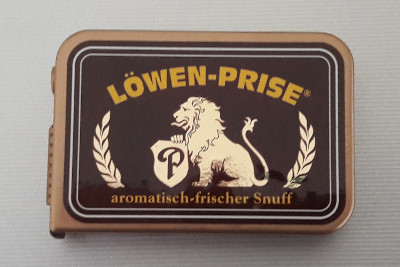 LÖWEN-PRISE®
P
aromatisch-frischer Snuff